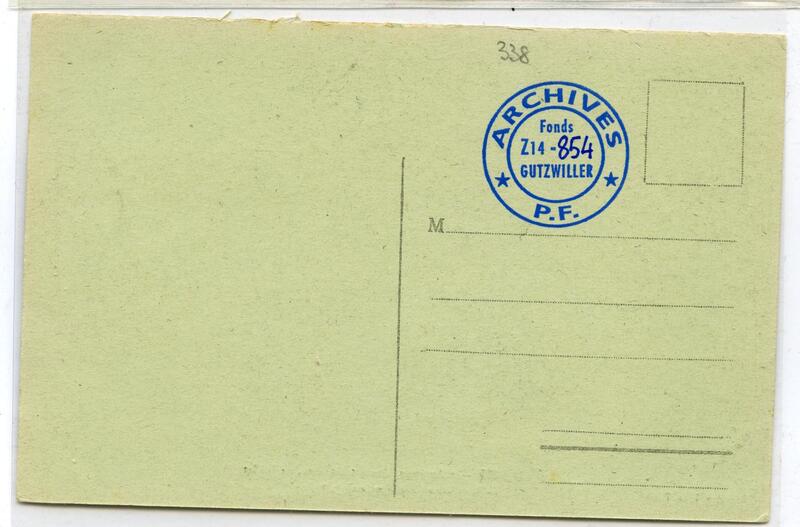 338
ARCHIVES
Fonds
Z14-854
GUTZWILLER
P.F.
M